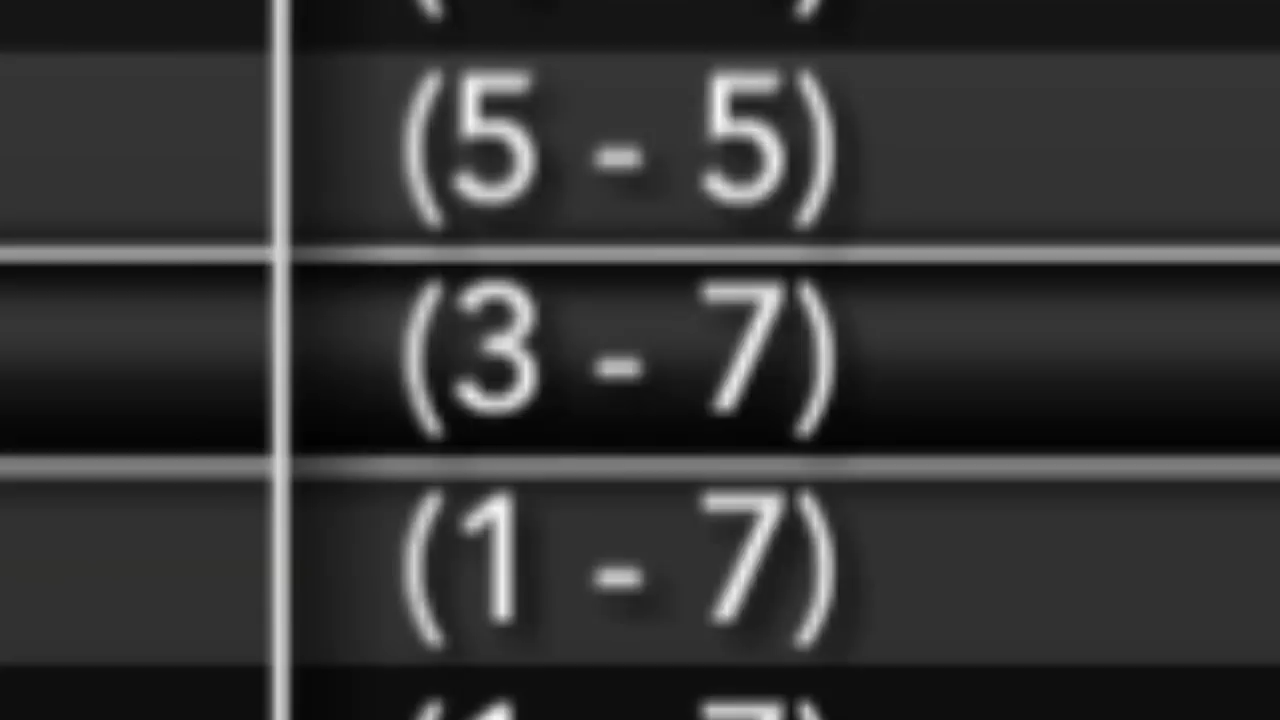 (5 - 5)
(3 - 7)
(1 - 7)